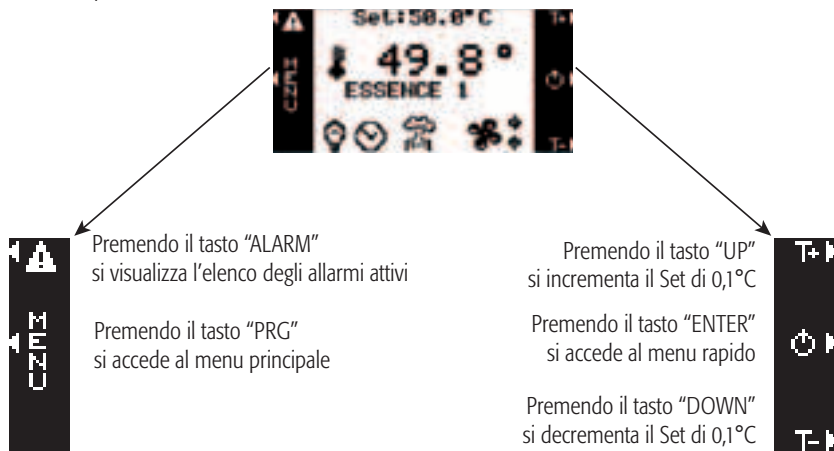 Set:50.0°C
T+
49.8°
MENU
ESSENCE 1
T-
Premendo il tasto “ALARM”
si visualizza l’elenco degli allarmi attivi
Premendo il tasto “PRG”
si accede al menu principale
MENU
Premendo il tasto “UP”
si incrementa il Set di 0,1°C
Premendo il tasto “ENTER”
si accede al menu rapido
Premendo il tasto “DOWN”
si decrementa il Set di 0,1°C
T+
T-